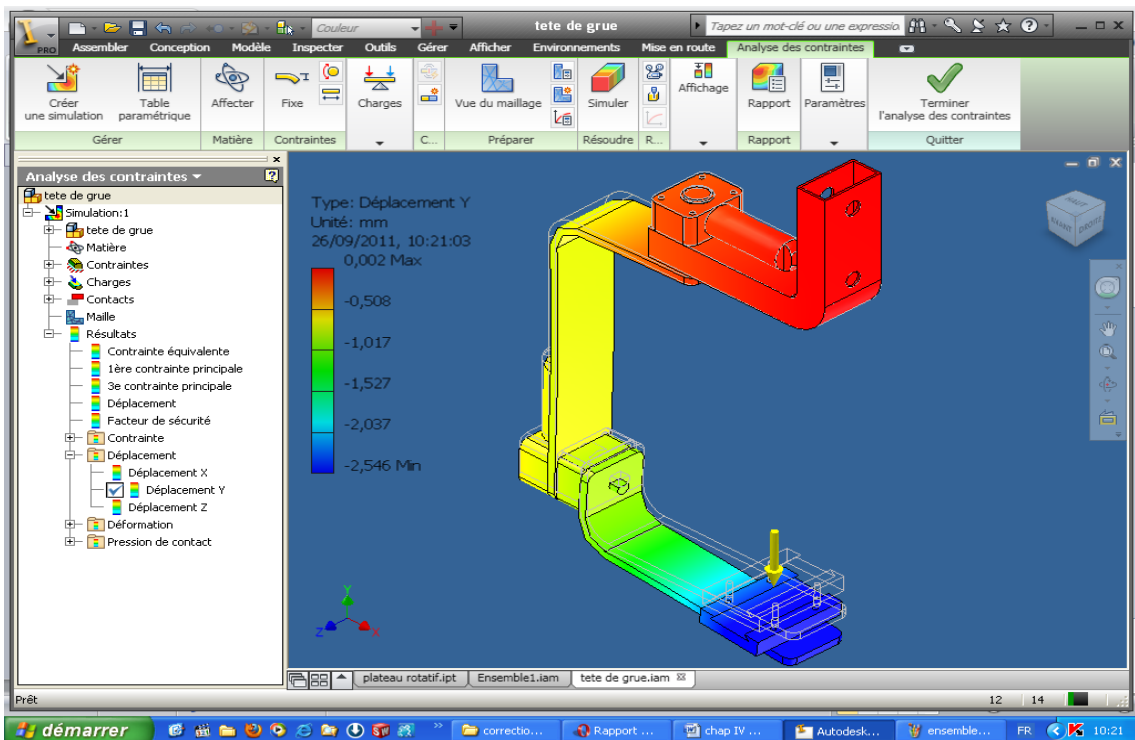 PRO
Couleur
tete de grue
Tapez un mot-clé ou une expressio
Assembler Conception Modèle Inspecter Outils Gérer Afficher Environnements Mise en route Analyse des contraintes
Créer
une simulation
Table
paramétrique
Affecter
Fixe
Charges
Vue du maillage
Simuler
Affichage
Rapport
Paramètres
Terminer
l'analyse des contraintes
Gérer Matière Contraintes C... Préparer Résoudre R... Rapport Quitter
Analyse des contraintes
tete de grue
Simulation:1
tete de grue
Matière
Contraintes
Charges
Contacts
Maille
Résultats
Contrainte équivalente
1ère contrainte principale
3e contrainte principale
Déplacement
Facteur de sécurité
Contrainte
Déplacement
Déplacement X
Déplacement Y
Déplacement Z
Déformation
Pression de contact
Type: Déplacement Y
Unité: mm
26/09/2011, 10:21:03
0,002 Max
-0,508
-1,017
-1,527
-2,037
-2,546 Min
HAUT
AVANT
DROITE
Y
Z
X
plateau rotatif.ipt Ensemble1.iam tete de grue.iam
Prêt
12 14
démarrer
correctio...
Rapport ...
chap IV ...
Autodesk...
ensemble...
FR
10:21